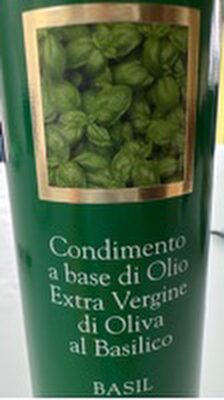 Condimento
a base di Olio
Extra Vergine
di Oliva
al Basilico
BASIL